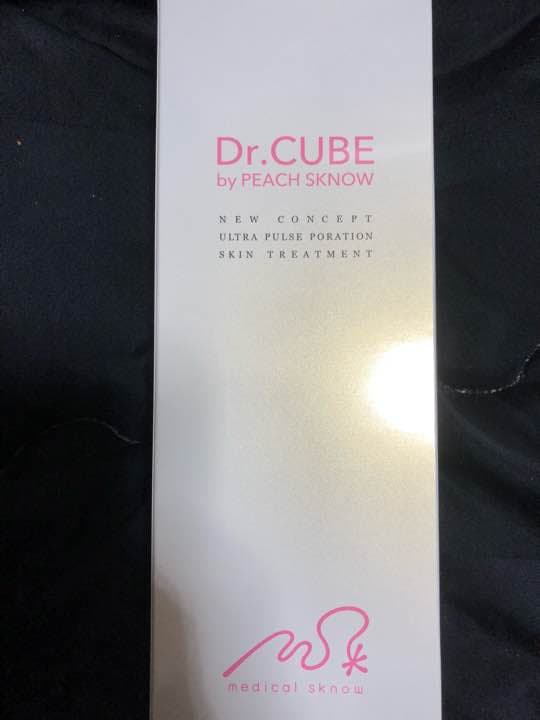 Dr.CUBE
by PEACH SKNOW
NEW CONCEPT
ULTRA PULSE PORATION
SKIN TREATMENT
medical sknow